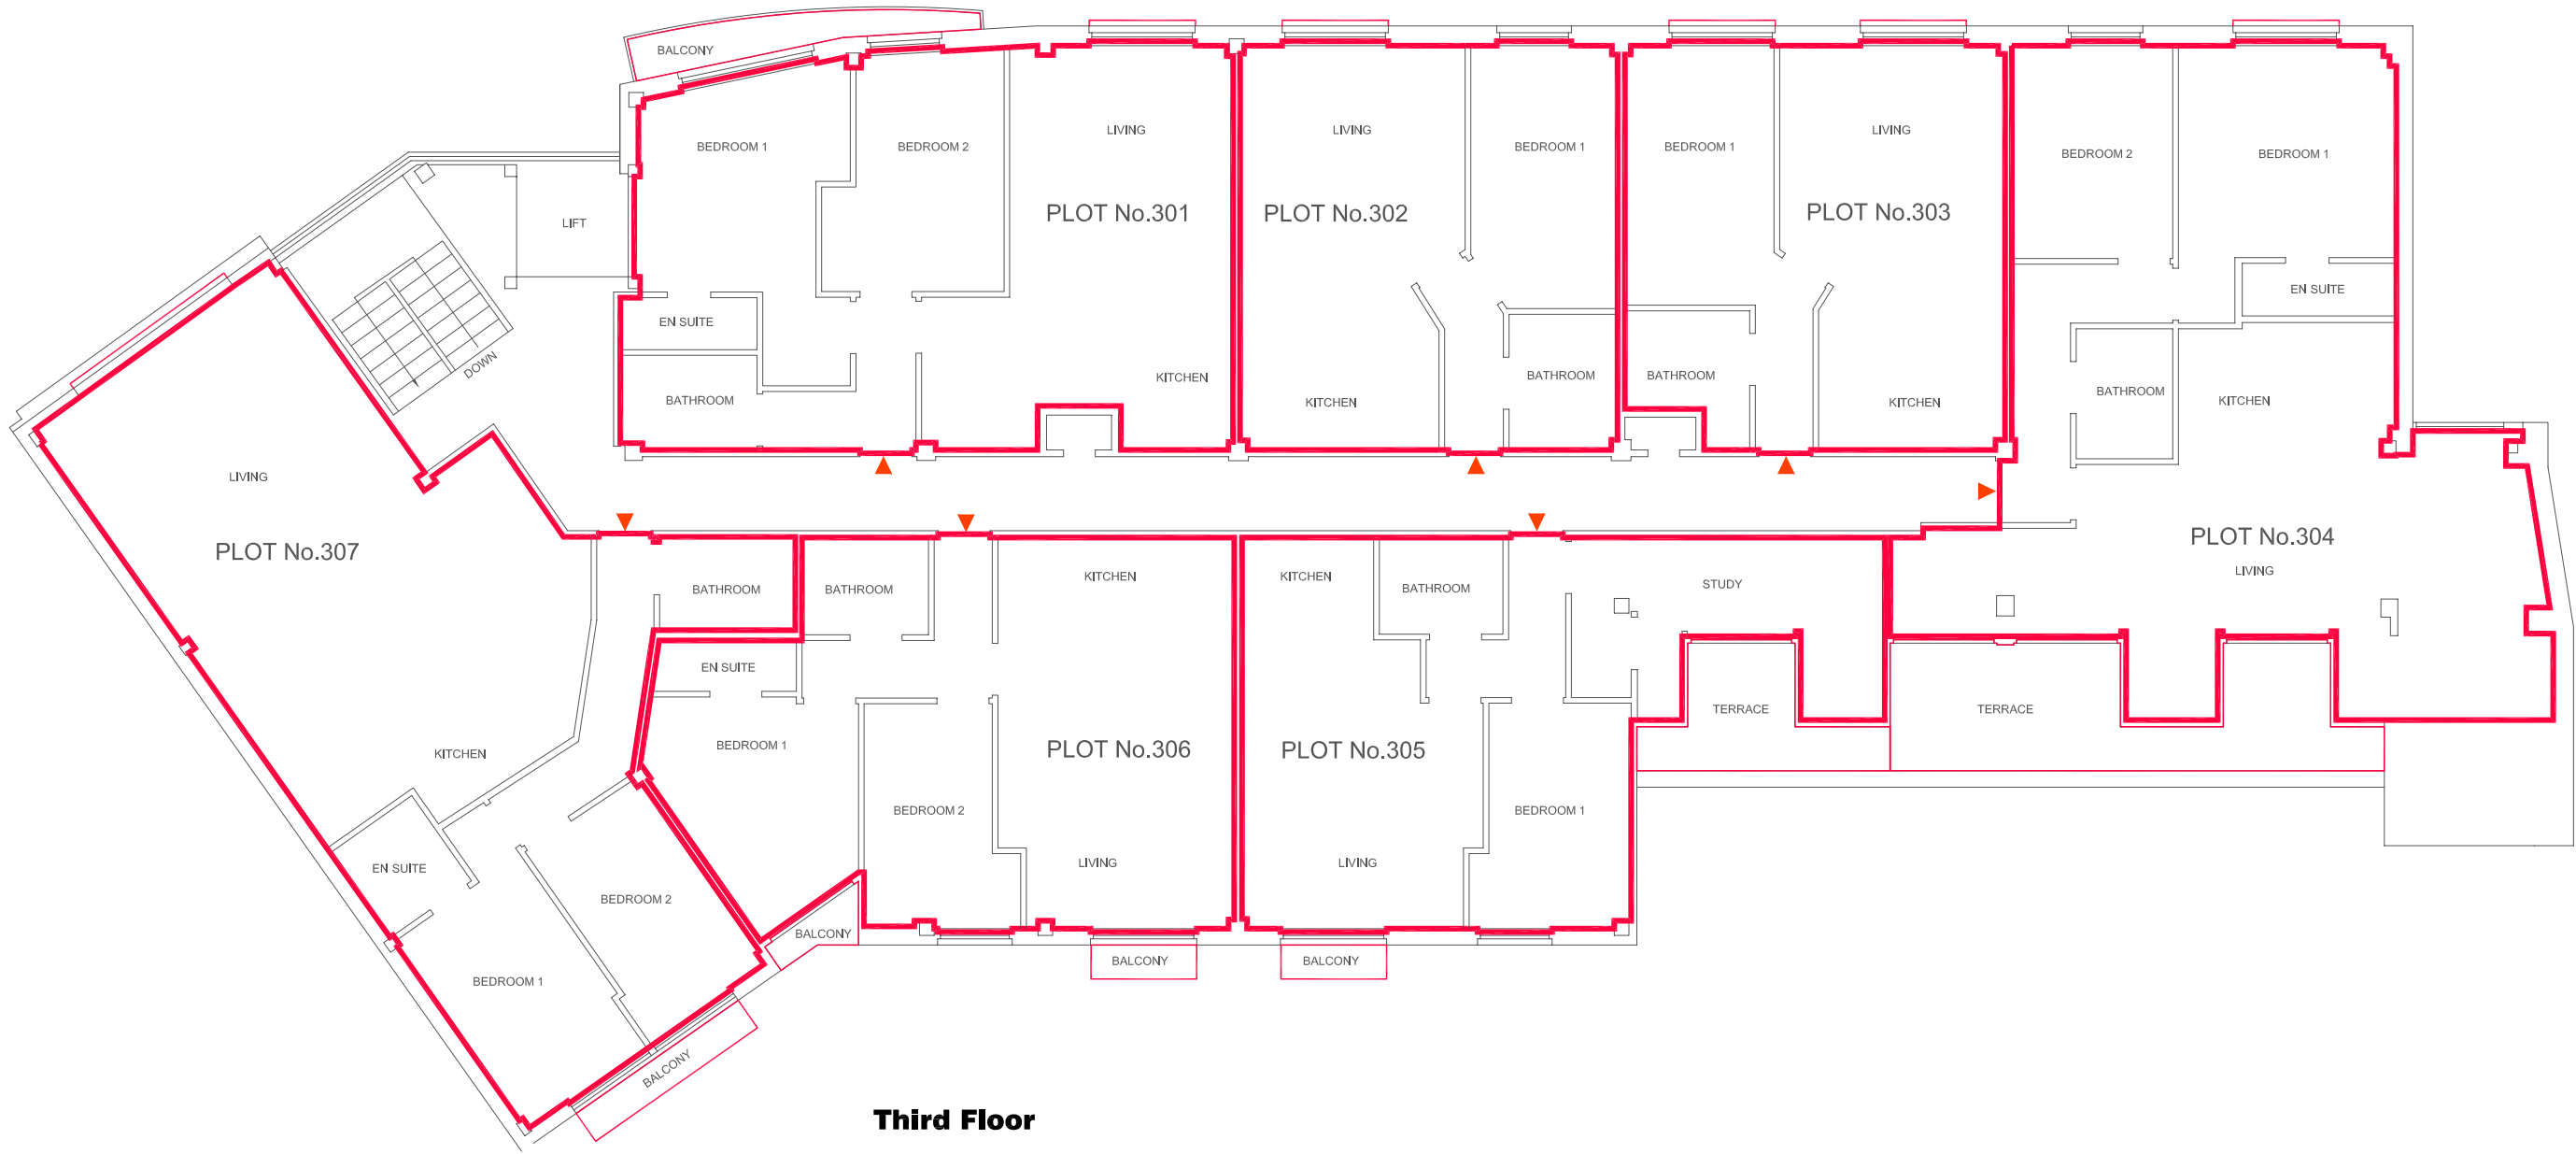 BALCONY
BEDROOM 1
BEDROOM 2
LIVING
PLOT No.301
EN SUITE
BATHROOM
KITCHEN
LIVING
BEDROOM 1
PLOT No.302
KITCHEN
BATHROOM
BEDROOM 1
LIVING
PLOT No.303
BATHROOM
KITCHEN
BEDROOM 2
BEDROOM 1
EN SUITE
BATHROOM
KITCHEN
PLOT No.304
LIVING
TERRACE
LIFT
DOWN
LIVING
PLOT No.307
BATHROOM
KITCHEN
EN SUITE
BEDROOM 2
BEDROOM 1
BALCONY
BATHROOM
KITCHEN
EN SUITE
BEDROOM 1
PLOT No.306
BEDROOM 2
LIVING
BALCONY
BALCONY
KITCHEN
BATHROOM
STUDY
TERRACE
PLOT No.305
BEDROOM 1
LIVING
BALCONY
Third Floor